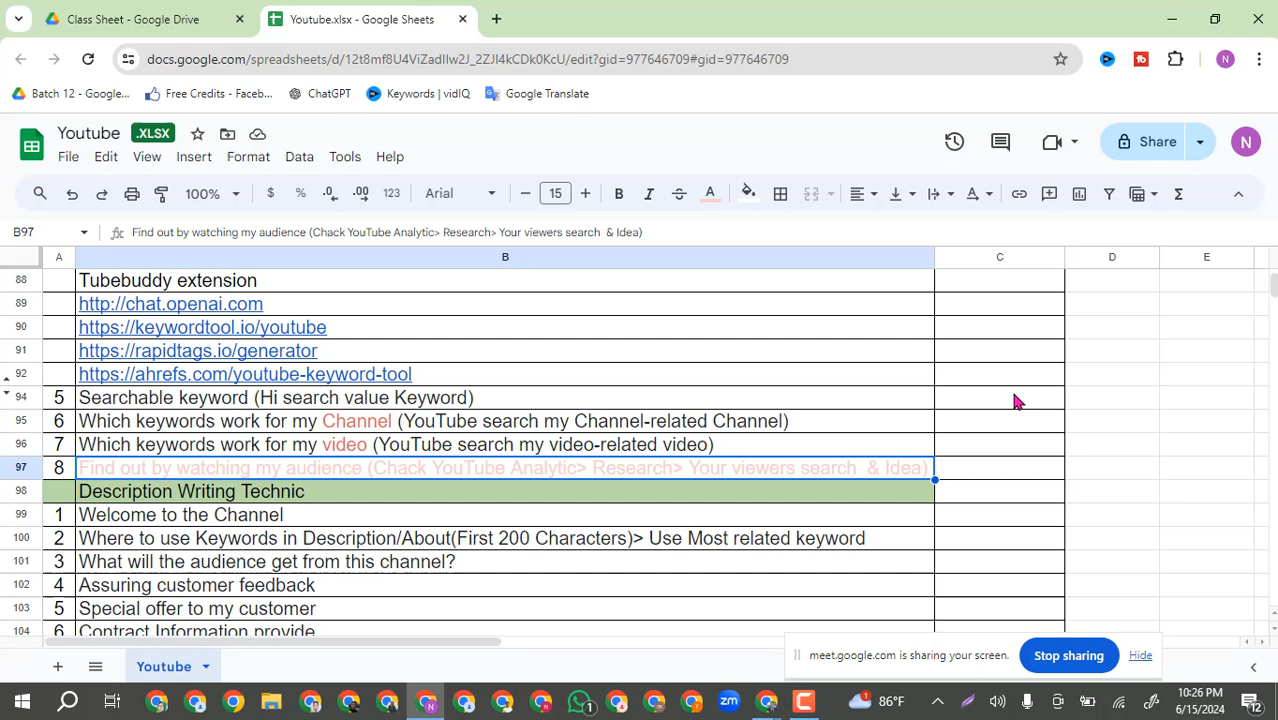 Class Sheet - Google Drive
Youtube.xlsx - Google Sheets
docs.google.com/spreadsheets/d/12t8mf8U4ViZadIw2J_2ZJI4kCDk0KcU/edit?gid=977646709#gid=977646709
N
Batch 12 - Google...
Free Credits - Faceb...
ChatGPT
Keywords | vidIQ
Google Translate
Youtube .XLSX
Share
N
File Edit View Insert Format Data Tools Help
100% $ % .0 .00 123 Arial 15 B I S A
B97 fx Find out by watching my audience (Chack YouTube Analytic> Research> Your viewers search & Idea)
A B C D E
88 Tubebuddy extension
89 http://chat.openai.com
90 https://keywordtool.io/youtube
91 https://rapidtags.io/generator
92 https://ahrefs.com/youtube-keyword-tool
94 5 Searchable keyword (Hi search value Keyword)
95 6 Which keywords work for my Channel (YouTube search my Channel-related Channel)
96 7 Which keywords work for my video (YouTube search my video-related video)
97 8 Find out by watching my audience (Chack YouTube Analytic> Research> Your viewers search & Idea)
98 Description Writing Technic
99 1 Welcome to the Channel
100 2 Where to use Keywords in Description/About(First 200 Characters)> Use Most related keyword
101 3 What will the audience get from this channel?
102 4 Assuring customer feedback
103 5 Special offer to my customer
104 6 Contract Information provide
meet.google.com is sharing your screen. Stop sharing Hide
Youtube
zm
1
1
86°F
10:26 PM
6/15/2024
12